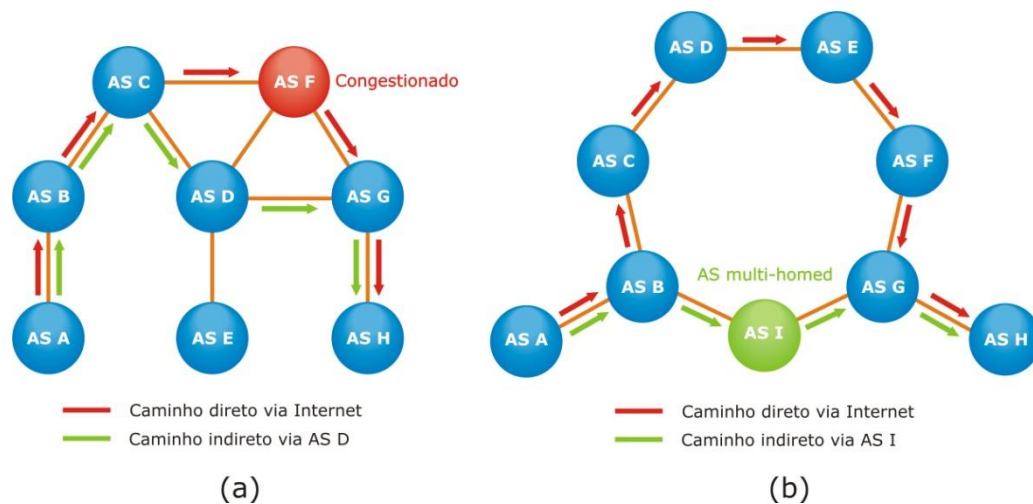 AS C
AS F
Congestionado
AS B
AS D
AS G
AS A
AS E
AS H
Caminho direto via Internet
Caminho indireto via AS D
(a)
AS D
AS E
AS C
AS F
AS multi-homed
AS B
AS G
AS A
AS I
AS H
Caminho direto via Internet
Caminho indireto via AS I
(b)